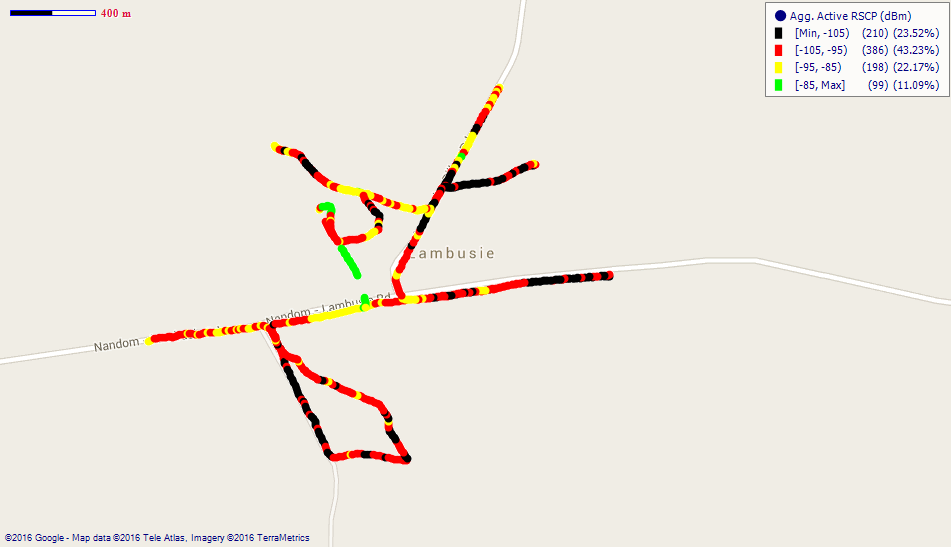 400 m
Agg. Active RSCP (dBm)
[Min, -105) (210) (23.52%)
[-105, -95) (386) (43.23%)
[-95, -85) (198) (22.17%)
[-85, Max] (99) (11.09%)
Lambusie
Nandom - Lambusie Rd
Nandom -
©2016 Google - Map data ©2016 Tele Atlas, Imagery ©2016 TerraMetrics